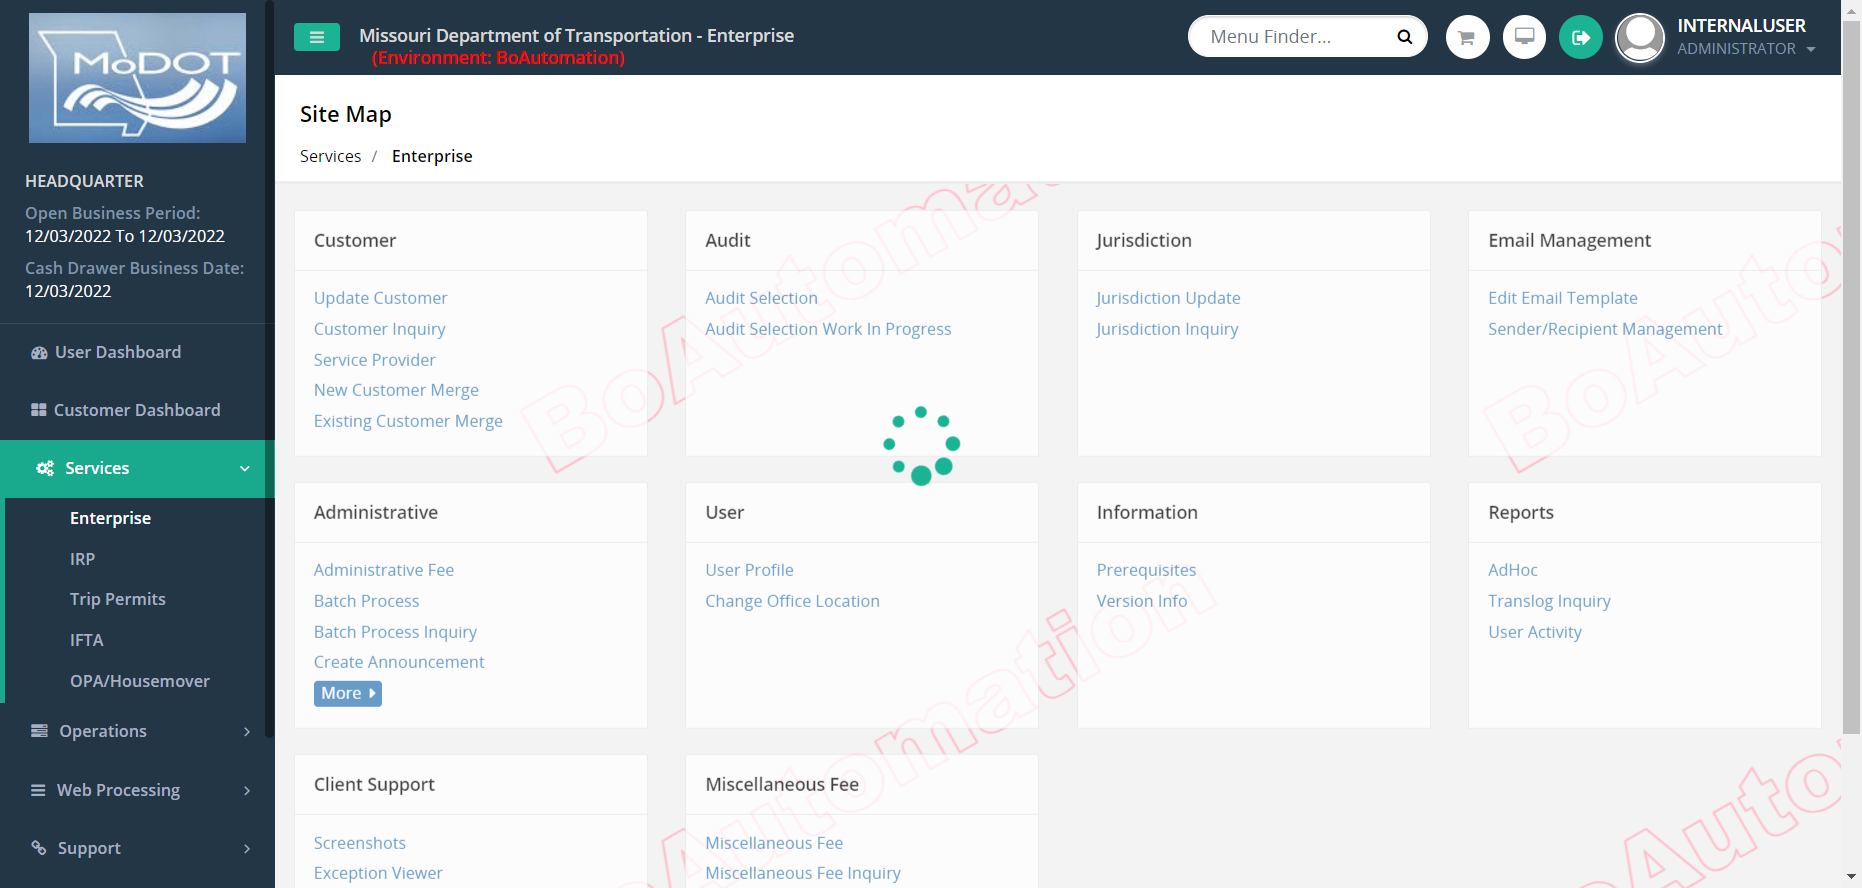 MoDOT
Missouri Department of Transportation - Enterprise
(Environment: BoAutomation)
Menu Finder...
INTERNALUSER
ADMINISTRATOR
HEADQUARTER
Open Business Period:
12/03/2022 To 12/03/2022
Cash Drawer Business Date:
12/03/2022
User Dashboard
Customer Dashboard
Services
Enterprise
IRP
Trip Permits
IFTA
OPA/Housemover
Operations
Web Processing
Support
Site Map
Services / Enterprise
Customer
Update Customer
Customer Inquiry
Service Provider
New Customer Merge
Existing Customer Merge
Audit
Audit Selection
Audit Selection Work In Progress
Jurisdiction
Jurisdiction Update
Jurisdiction Inquiry
Email Management
Edit Email Template
Sender/Recipient Management
Administrative
Administrative Fee
Batch Process
Batch Process Inquiry
Create Announcement
More
User
User Profile
Change Office Location
Information
Prerequisites
Version Info
Reports
AdHoc
Translog Inquiry
User Activity
Client Support
Screenshots
Exception Viewer
Miscellaneous Fee
Miscellaneous Fee
Miscellaneous Fee Inquiry
BoAutoma
BoAuto
BoAutomation
BoAuto